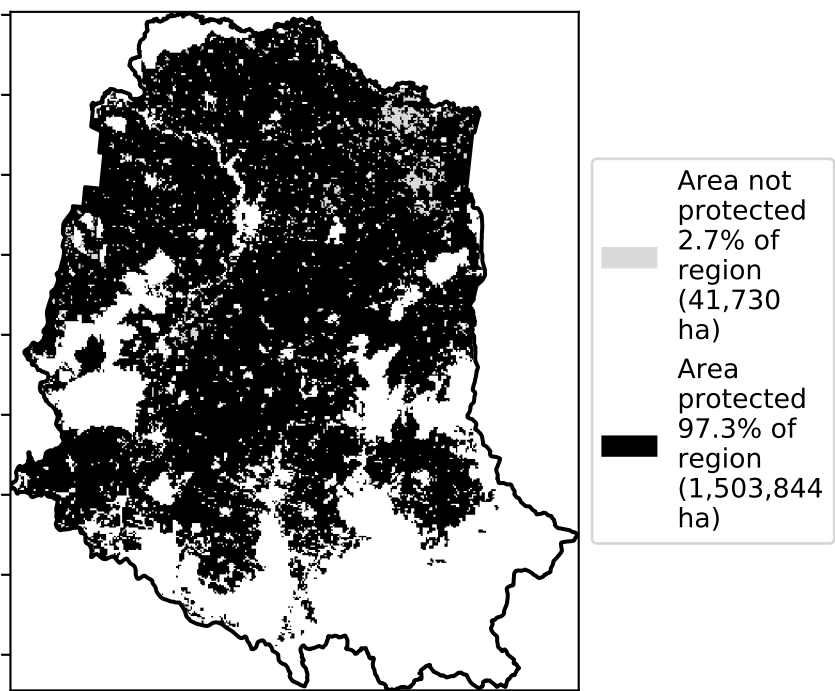 Area not
protected
2.7% of
region
(41,730
ha)
Area
protected
97.3% of
region
(1,503,844
ha)